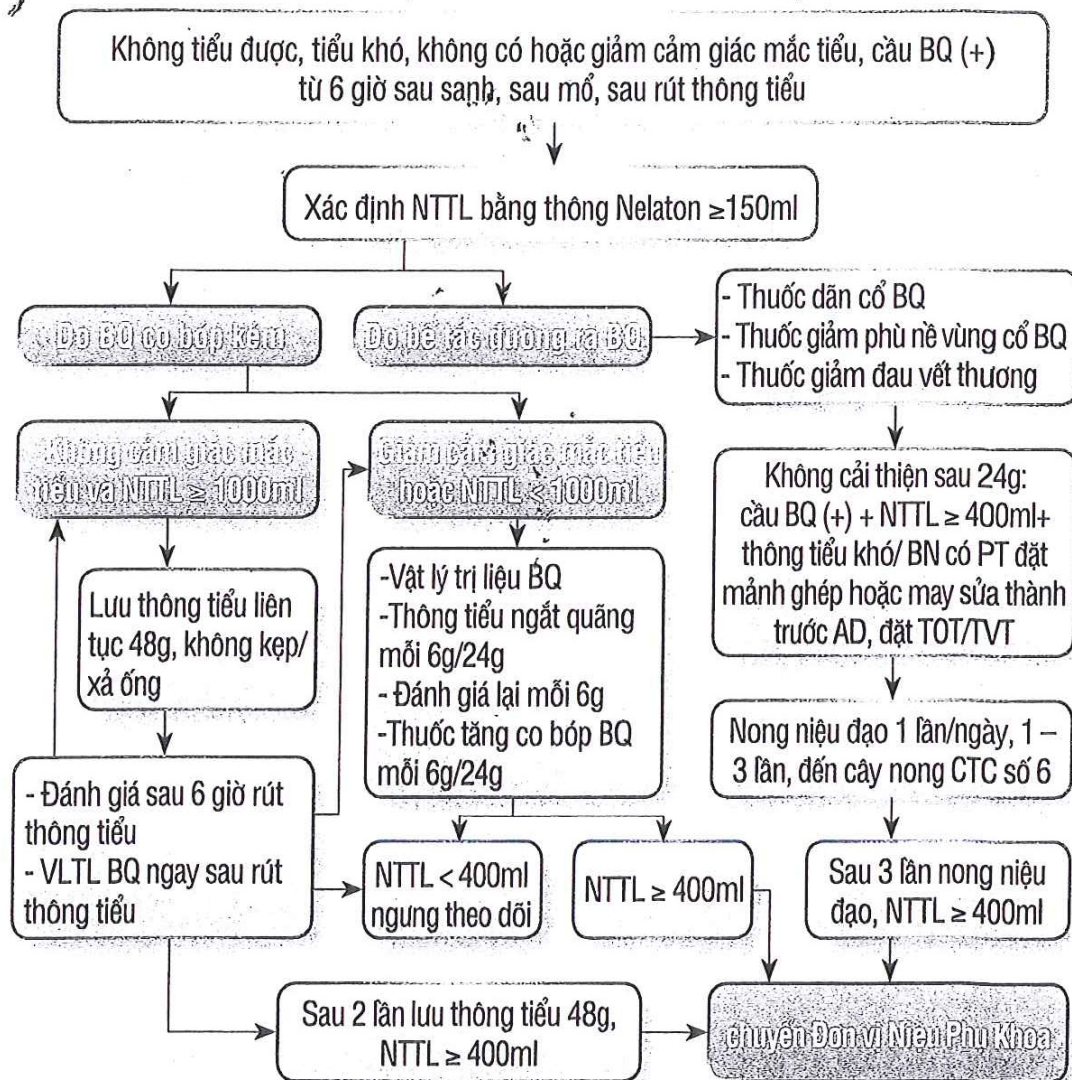 Không tiểu được, tiểu khó, không có hoặc giảm cảm giác mắc tiểu, cầu BQ (+)
từ 6 giờ sau sanh, sau mổ, sau rút thông tiểu
Xác định NTTL bằng thông Nelaton ≥150ml
Do BQ co bóp kém
Do bế tắc đường ra BQ
- Thuốc dãn cổ BQ
- Thuốc giảm phù nề vùng cổ BQ
- Thuốc giảm đau vết thương
Không cảm giác mắc
tiểu và NTTL ≥ 1000ml
Giảm cảm giác mắc tiểu
hoặc NTTL < 1000ml
Không cải thiện sau 24g:
cầu BQ (+) + NTTL ≥ 400ml+
thông tiểu khó/ BN có PT đặt
mảnh ghép hoặc may sửa thành
trước AD, đặt TOT/TVT
Lưu thông tiểu liên
tục 48g, không kẹp/
xả ống
-Vật lý trị liệu BQ
-Thông tiểu ngắt quãng
mỗi 6g/24g
-Đánh giá lại mỗi 6g
-Thuốc tăng co bóp BQ
mỗi 6g/24g
Nong niệu đạo 1 lần/ngày, 1 –
3 lần, đến cây nong CTC số 6
- Đánh giá sau 6 giờ rút
thông tiểu
- VLTL BQ ngay sau rút
thông tiểu
NTTL < 400ml
ngưng theo dõi
NTTL ≥ 400ml
Sau 3 lần nong niệu
đạo, NTTL ≥ 400ml
Sau 2 lần lưu thông tiểu 48g,
NTTL ≥ 400ml
chuyên Đơn vị Niệu Phụ Khoa